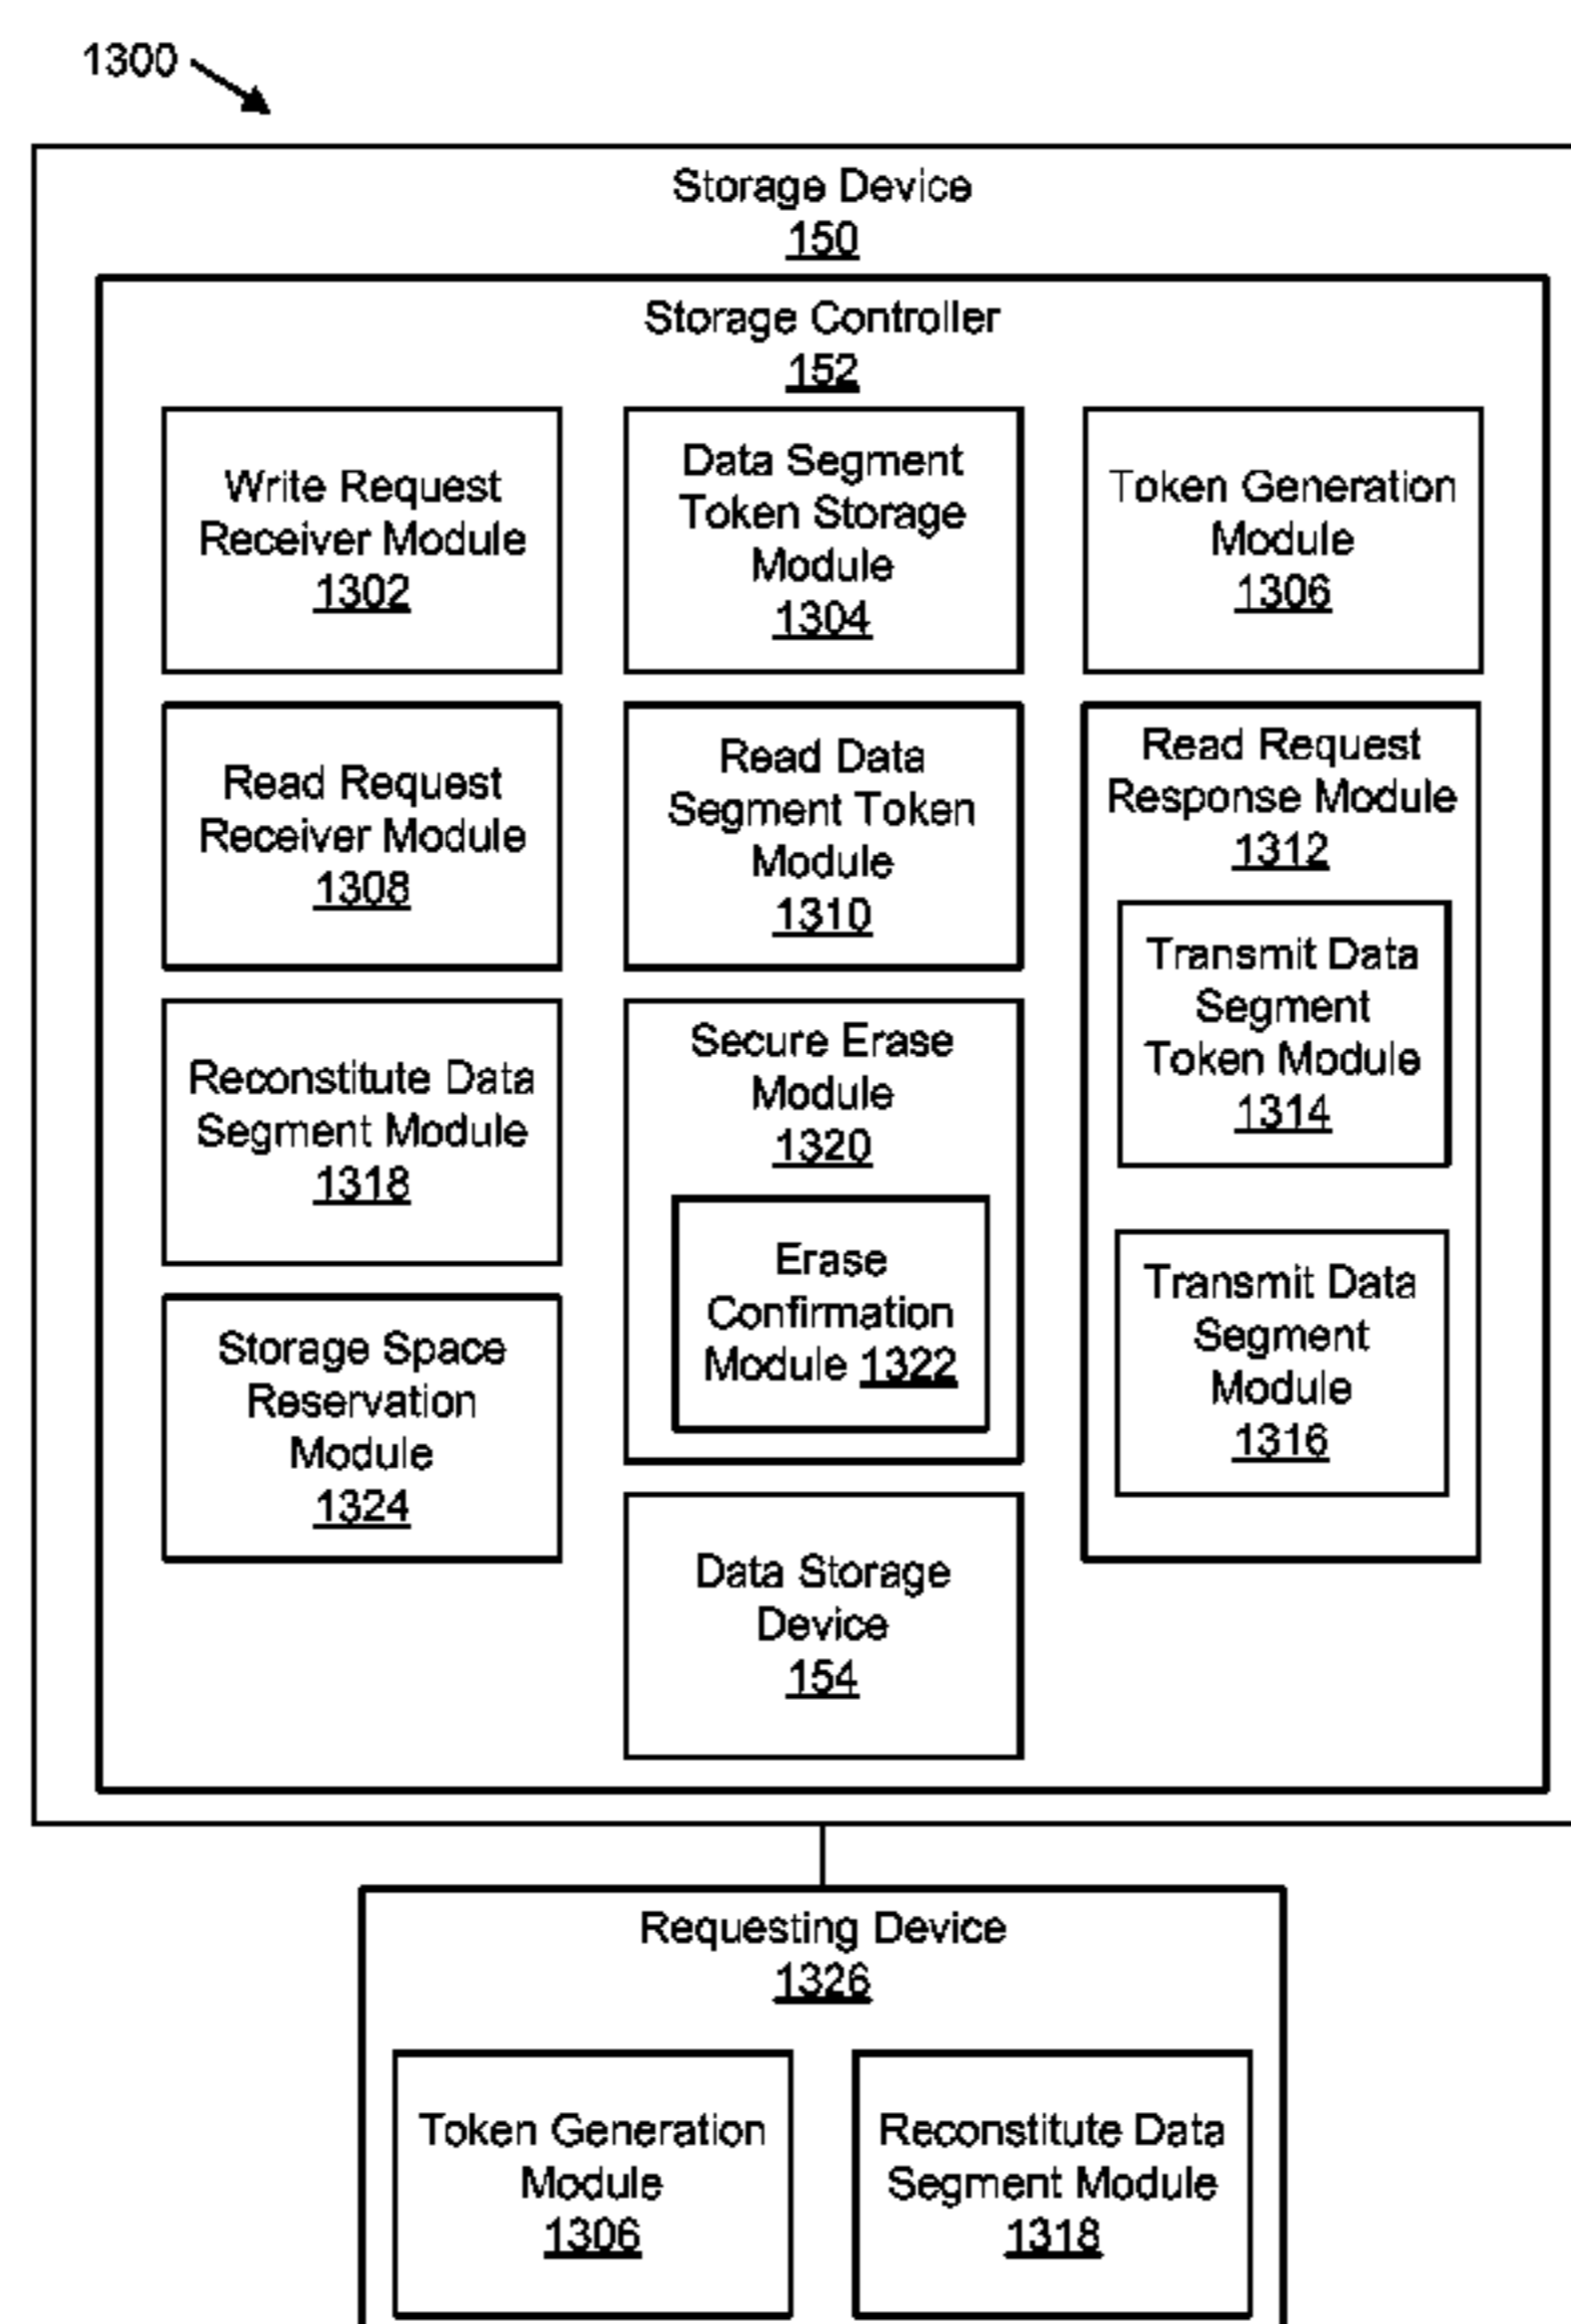 1300
Storage Device
150
Storage Controller
152
Write Request
Receiver Module
1302
Data Segment
Token Storage
Module
1304
Token Generation
Module
1306
Read Request
Receiver Module
1308
Read Data
Segment Token
Module
1310
Read Request
Response Module
1312
Transmit Data
Segment
Token Module
1314
Transmit Data
Segment
Module
1316
Reconstitute Data
Segment Module
1318
Secure Erase
Module
1320
Erase
Confirmation
Module 1322
Storage Space
Reservation
Module
1324
Data Storage
Device
154
Requesting Device
1326
Token Generation
Module
1306
Reconstitute Data
Segment Module
1318